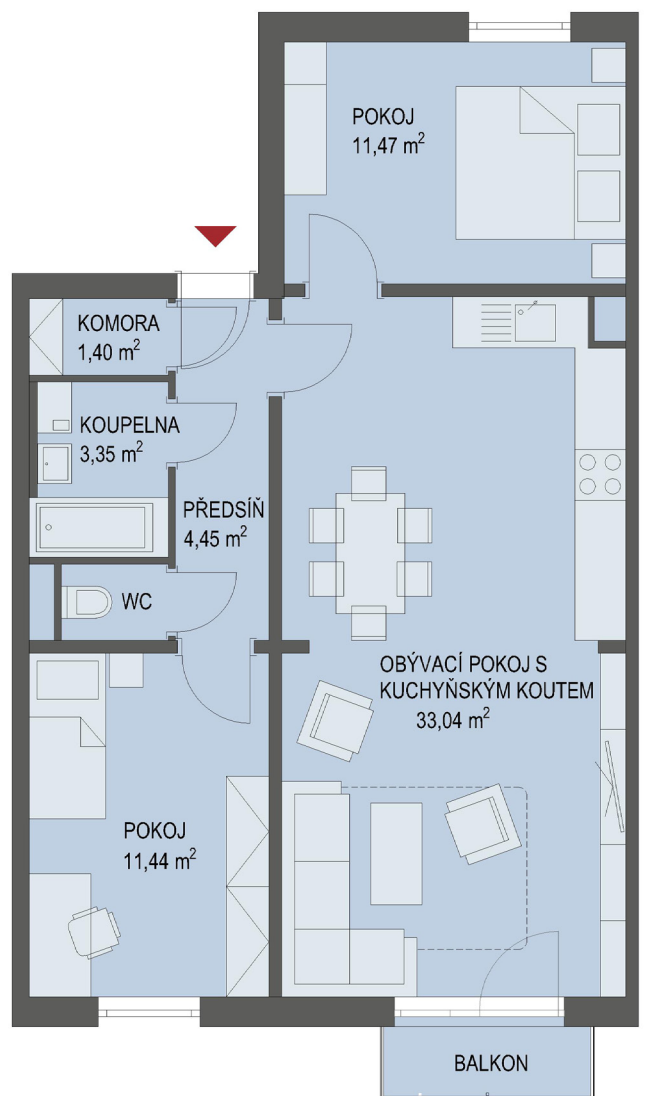 POKOJ
11,47 m²
KOMORA
1,40 m²
KOUPELNA
3,35 m²
PŘEDSÍŇ
4,45 m²
WC
OBÝVACÍ POKOJ S
KUCHYŇSKÝM KOUTEM
33,04 m²
POKOJ
11,44 m²
BALKON